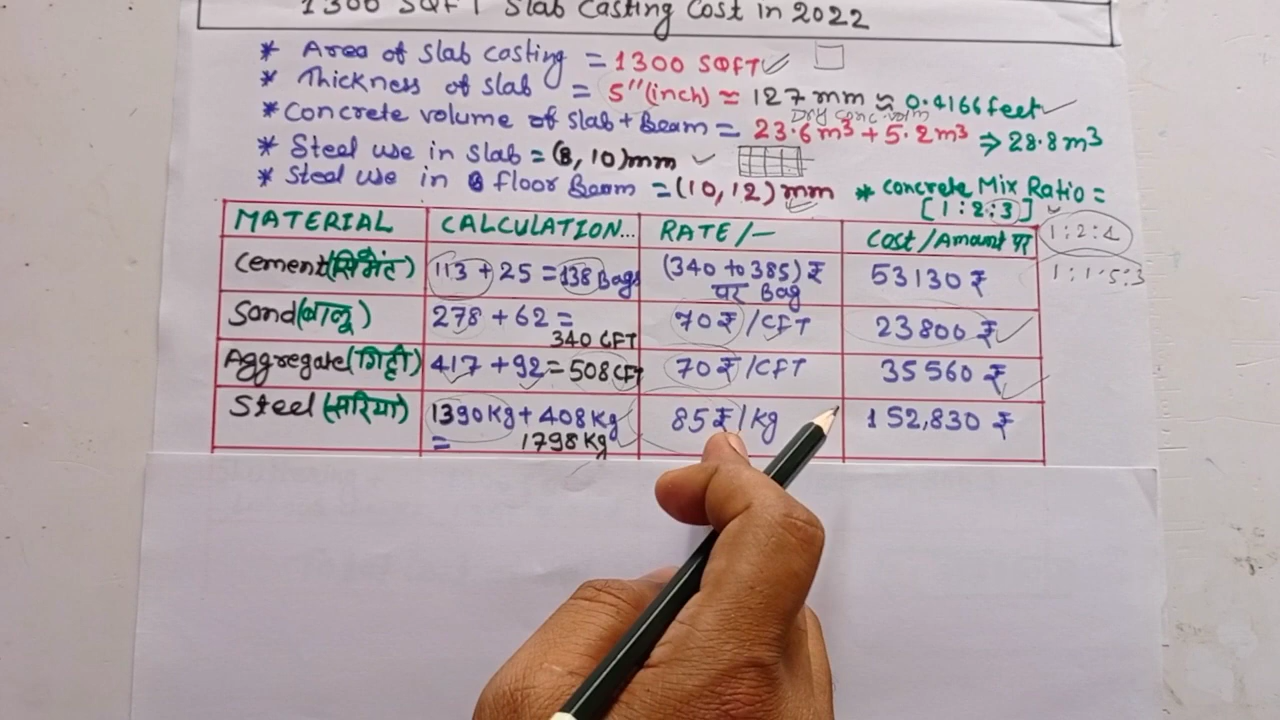 1300 SQFT Slab Casting Cost in 2022
* Area of slab casting = 1300 SQFT
* Thickness of slab = 5"(inch) ≈ 127 mm ≈ 0.4166 feet
Dry conc. volm
* Concrete volume of slab + Beam = 23.6 m³ + 5.2 m³ ⇒ 28.8 m³
* Steel use in slab = (8, 10) mm
* Steel use in floor Beam = (10, 12) mm * concrete Mix Ratio =
[1:2:3]
MATERIAL CALCULATION... RATE/- Cost/Amount पर 1:2:4
Cement(सिमेंट) 113 + 25 = 138 Bags (340 to 385) ₹ पर Bag 53130 ₹ 1:1.5:3
Sand(बालू) 278 + 62 = 340 CFT 70₹/CFT 23800 ₹
Aggregate(गिट्टी) 417 + 92 = 508 CFT 70₹/CFT 35560 ₹
Steel(सरिया) 1390 Kg + 408 Kg = 1798 Kg 85₹/Kg 152,830 ₹